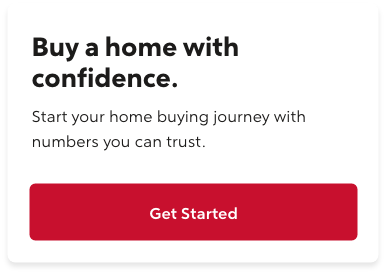 Buy a home with
confidence.
Start your home buying journey with
numbers you can trust.
Get Started